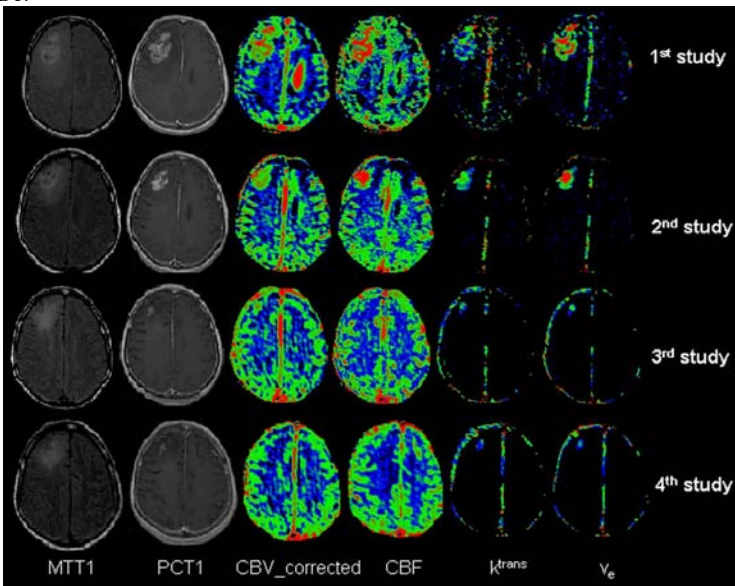 1st study
2nd study
3rd study
4th study
MTT1 PCT1 CBV_corrected CBF ktrans ve